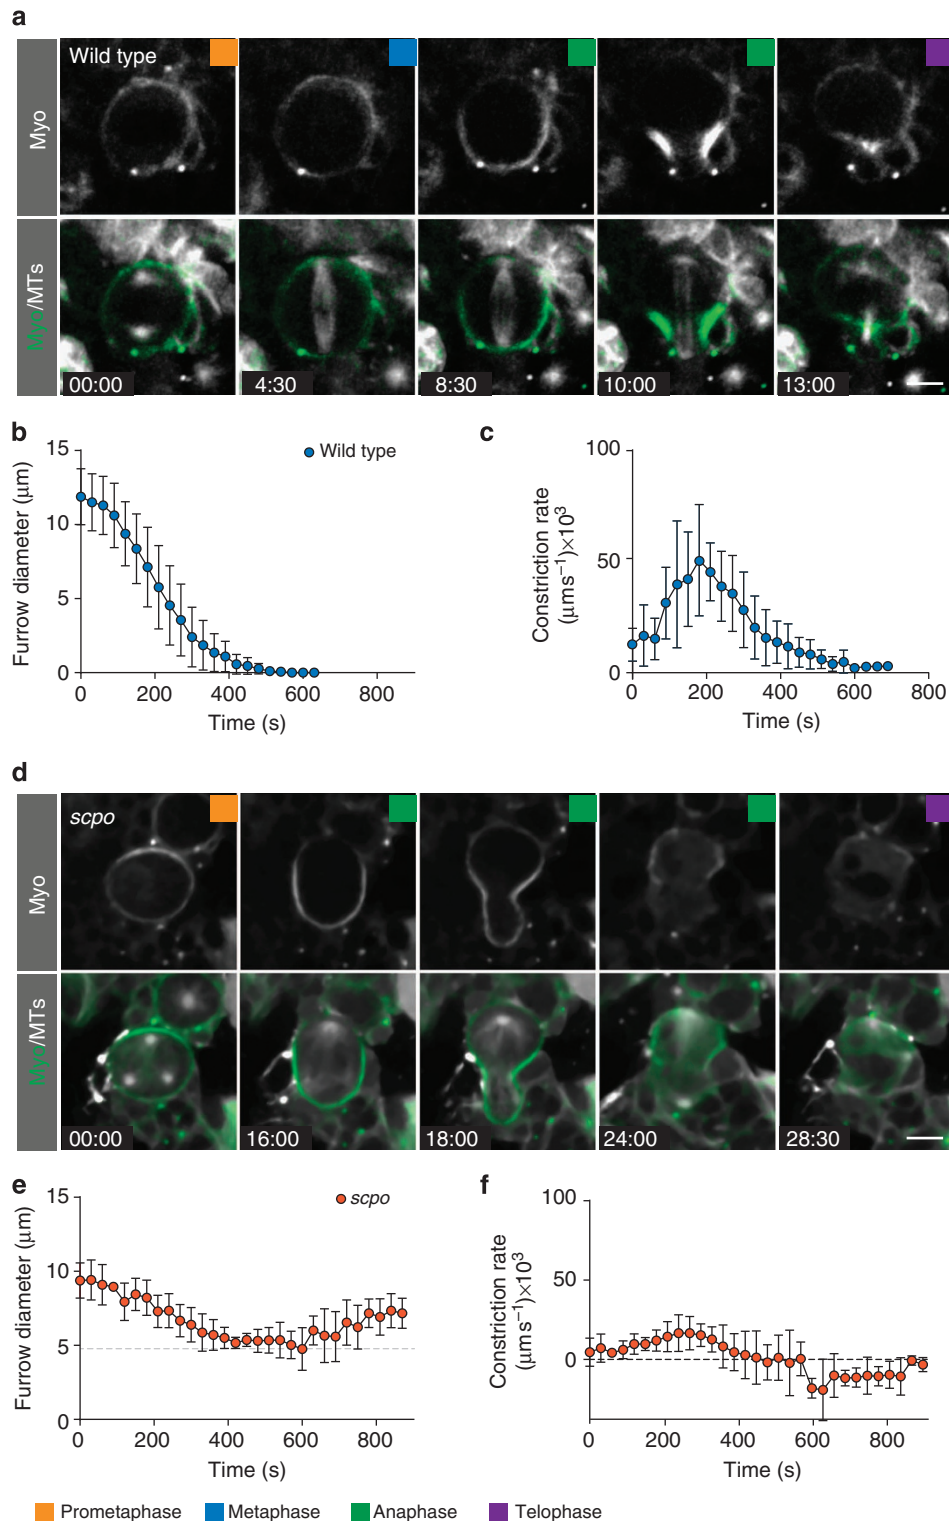 a
Wild type
Myo
Myo/MTs
00:00
4:30
8:30
10:00
13:00
b
15
10
5
0
Furrow diameter (μm)
Wild type
0
200
400
600
800
Time (s)
c
100
50
0
Constriction rate
(μms⁻¹)×10³
0
200
400
600
800
Time (s)
d
scpo
Myo
Myo/MTs
00:00
16:00
18:00
24:00
28:30
e
15
10
5
0
Furrow diameter (μm)
scpo
0
200
400
600
800
Time (s)
f
100
50
0
Constriction rate
(μms⁻¹)×10³
0
200
400
600
800
Time (s)
Prometaphase
Metaphase
Anaphase
Telophase